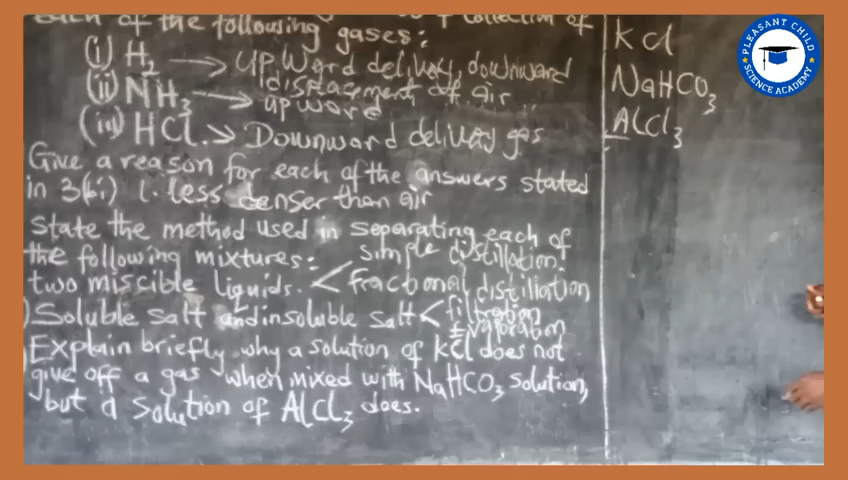 each of the following gases:
collection of
(i) H2 → Upward delivery, downward
displacement of air
(ii) NH3 → upward
(iii) HCl. → Downward delivery gas
Give a reason for each of the answers stated
in 3(bi) i. less denser than air
State the method used in separating each of
the following mixtures: simple distillation.
two miscible liquids. < fractional distillation
) Soluble salt and insoluble salt < filtration
Evaporation
Explain briefly why a solution of KCl does not
give off a gas when mixed with NaHCO3 solution,
but a solution of AlCl3 does.
KCl
NaHCO3
AlCl3
PLEASANT CHILD
SCIENCE ACADEMY